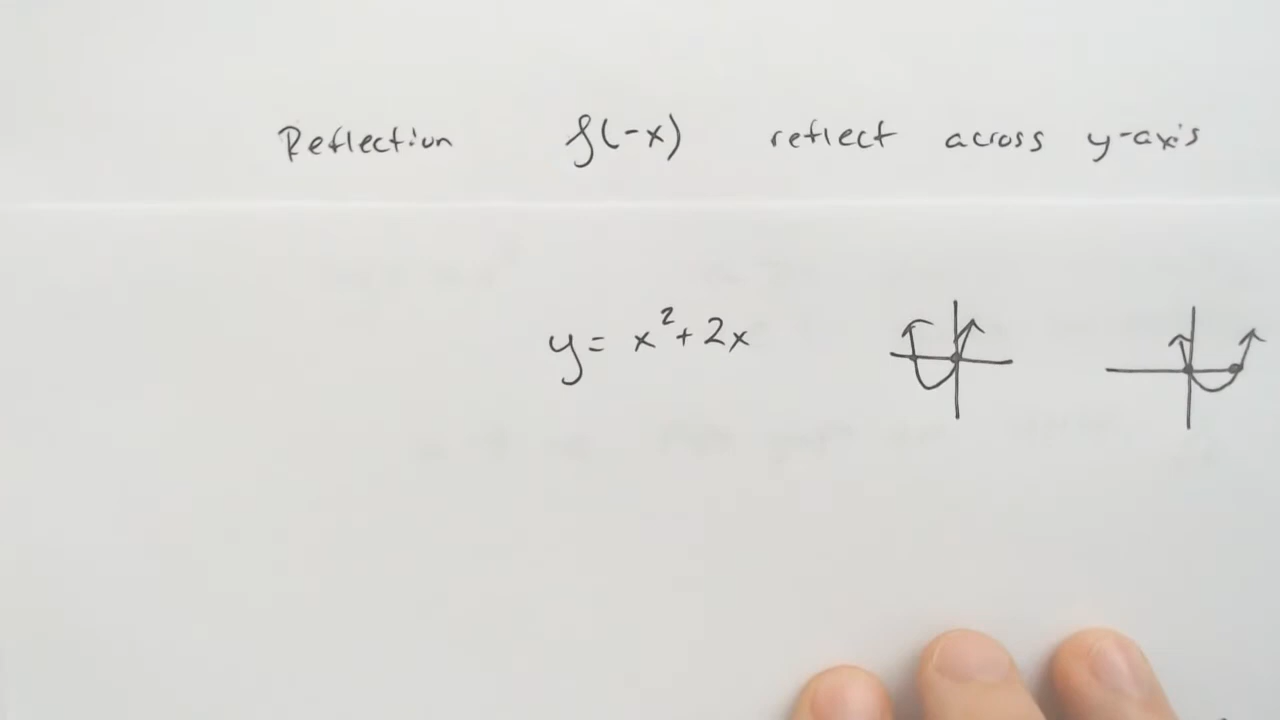 Reflection f(-x) reflect across y-axis
y = x² + 2x